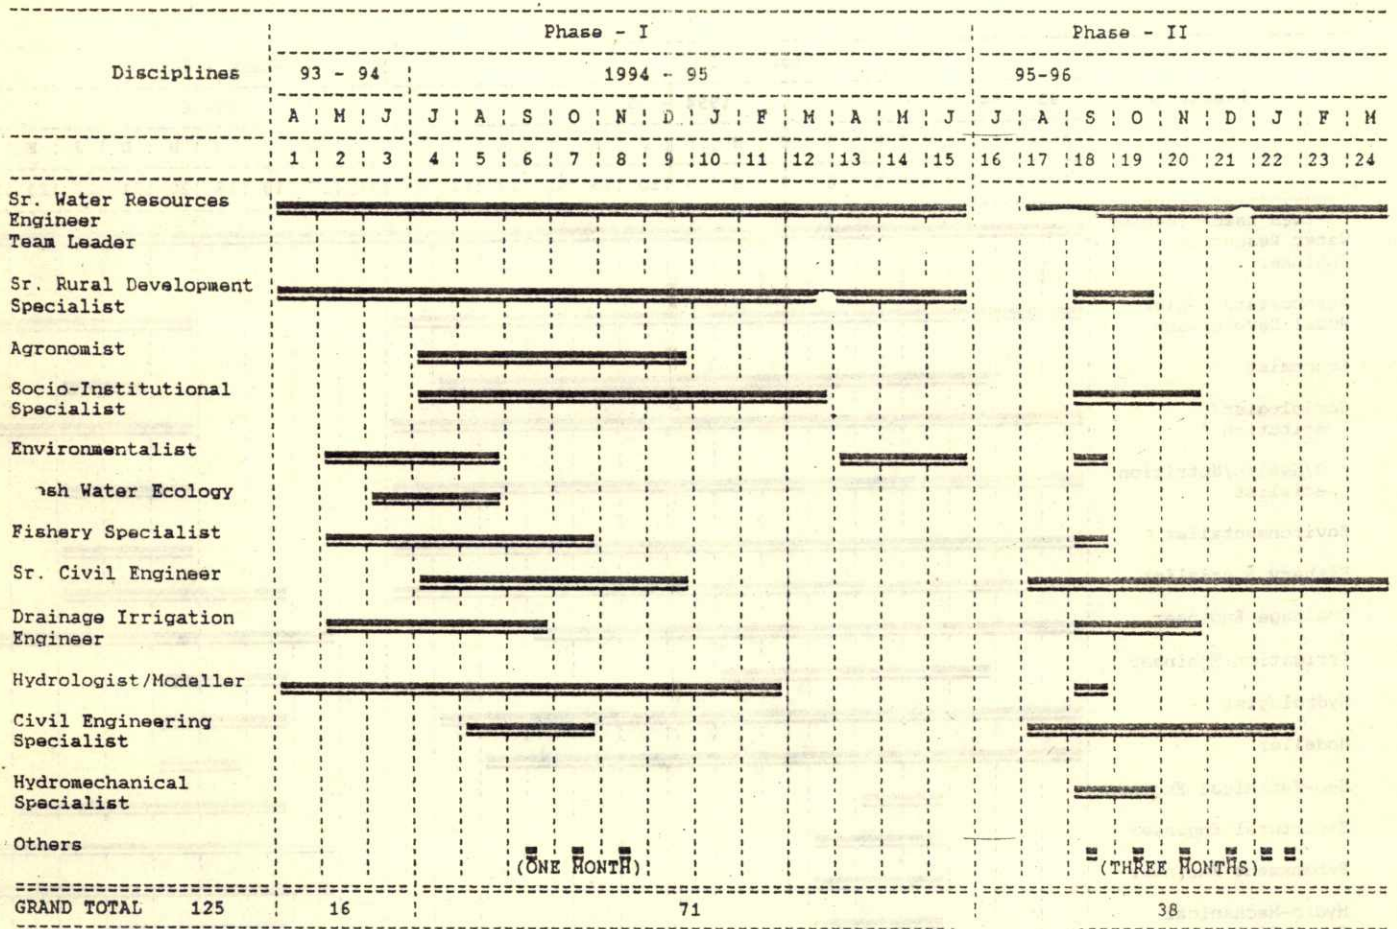 Phase - I Phase - II
Disciplines 93 - 94 1994 - 95 95-96
A M J J A S O N D J F M A M J J A S O N D J F M
1 2 3 4 5 6 7 8 9 10 11 12 13 14 15 16 17 18 19 20 21 22 23 24
Sr. Water Resources
Engineer
Team Leader
Sr. Rural Development
Specialist
Agronomist
Socio-Institutional
Specialist
Environmentalist
sh Water Ecology
Fishery Specialist
Sr. Civil Engineer
Drainage Irrigation
Engineer
Hydrologist/Modeller
Civil Engineering
Specialist
Hydromechanical
Specialist
Others
(ONE MONTH) (THREE MONTHS)
GRAND TOTAL 125 16 71 38